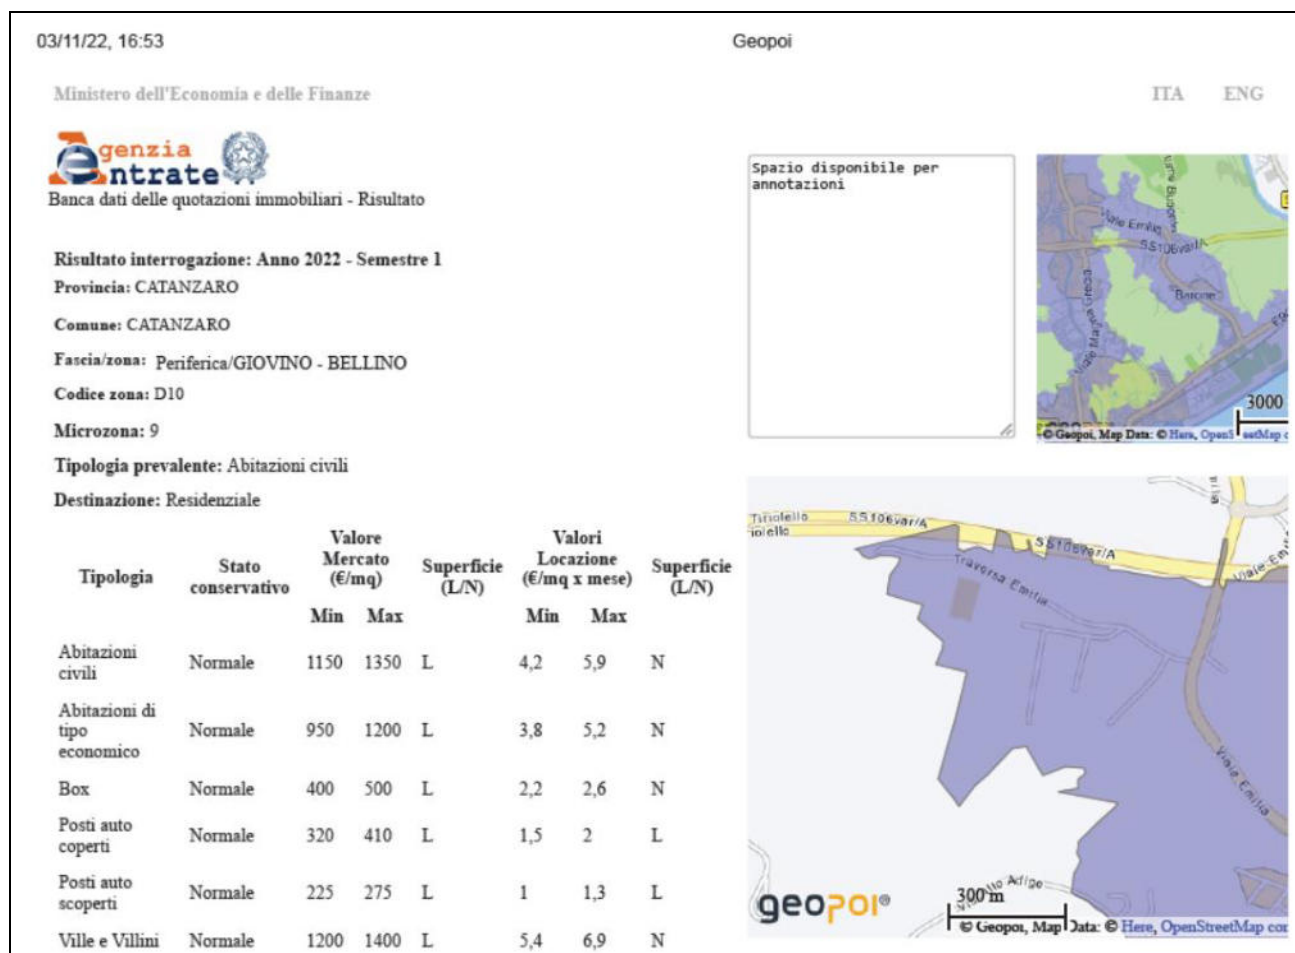 03/11/22, 16:53
Geopoi
Ministero dell'Economia e delle Finanze
ITA ENG
genzia
ntrate
Banca dati delle quotazioni immobiliari - Risultato
Risultato interrogazione: Anno 2022 - Semestre 1
Provincia: CATANZARO
Comune: CATANZARO
Fascia/zona: Periferica/GIOVINO - BELLINO
Codice zona: D10
Microzona: 9
Tipologia prevalente: Abitazioni civili
Destinazione: Residenziale
Tipologia
Stato
conservativo
Valore
Mercato
(€/mq)
Superficie
(L/N)
Valori
Locazione
(€/mq x mese)
Superficie
(L/N)
Min Max Min Max
Abitazioni
civili
Normale 1150 1350 L 4,2 5,9 N
Abitazioni di
tipo
economico
Normale 950 1200 L 3,8 5,2 N
Box Normale 400 500 L 2,2 2,6 N
Posti auto
coperti
Normale 320 410 L 1,5 2 L
Posti auto
scoperti
Normale 225 275 L 1 1,3 L
Ville e Villini Normale 1200 1400 L 5,4 6,9 N
Spazio disponibile per
annotazioni
Viale Emilia
SS106var/A
Barone
3000
© Geopoi, Map Data: © Here,
SS106var/A
SS106var/A
Traversa Emilia
Viale Emilia
Adige
geopoi®
300 m
© Geopoi, Map Data: © Here, OpenStreetMap con